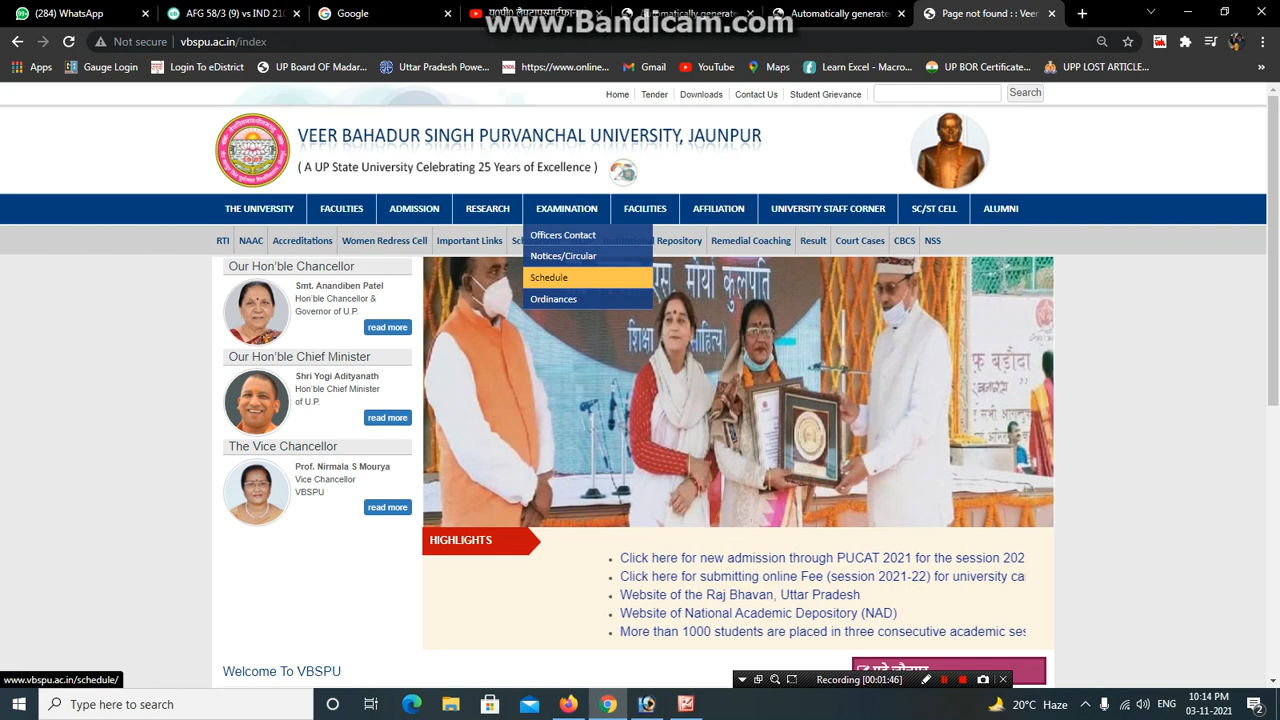 www.Bandicam.com
(284) WhatsApp
AFG 58/3
(315)
Google
Automatically genera
Automatically genera
Page not found :: Veer
Not secure
vbspu.ac.in/index
Apps
Gauge Login
Login To District
Up Board OF Madar...
Uttar Pradesh Powe...
NSDL
nsdlonlines
Gmail
YouTube
Maps
Learn Excel Macro...
UP BOR Certificate...
UPP LOST ARTICLE...
Home
Tender
Downloads
Contact Us
Student Grievance
Search
VEER BAHADUR SINGH PURVANCHAL UNIVERSITY, JAUNPUR
( A UP State University Celebrating 25 Years of Excellence )
THE UNIVERSITY
FACULTIES
ADMISSION
RESEARCH
EXAMINATION
FACILITIES
AFFILIATION
UNIVERSITY STAFF CORNER
SC/ST CELL
ALUMNI
RTI
NAAC
Accreditations
Women Redress Cell
Important Links
Repository
Remedial Coaching
Result
Court Cases
CBCS
NSS
Officers Contact
Notices/Circular
Schedule
Ordinances
Our Hon'ble Chancellor
Smt. Anandiben Patel
Hon'ble Chancellor &
Governor of U.P.
read more
Our Hon'ble Chief Minister
Shri Yogi Adityanath
Hon'ble Chief Minister
of U.P.
read more
The Vice Chancellor
Prof. Nirmala S Mourya
Vice Chancellor
VBSPU
read more
कुलपति
शिक्षा
HIGHLIGHTS
Click here for new admission through PUCAT 2021 for the session 202
Click here for submitting online Fee (session 2021-22) for university ca
Website of the Raj Bhavan, Uttar Pradesh
Website of National Academic Depository (NAD)
More than 1000 students are placed in three consecutive academic ses
Welcome To VBSPU
www.vbspu.ac.in/schedule/
Recording [00:01:46]
Type here to search
20°C Haze
ENG
10:14 PM
03-11-2021
2